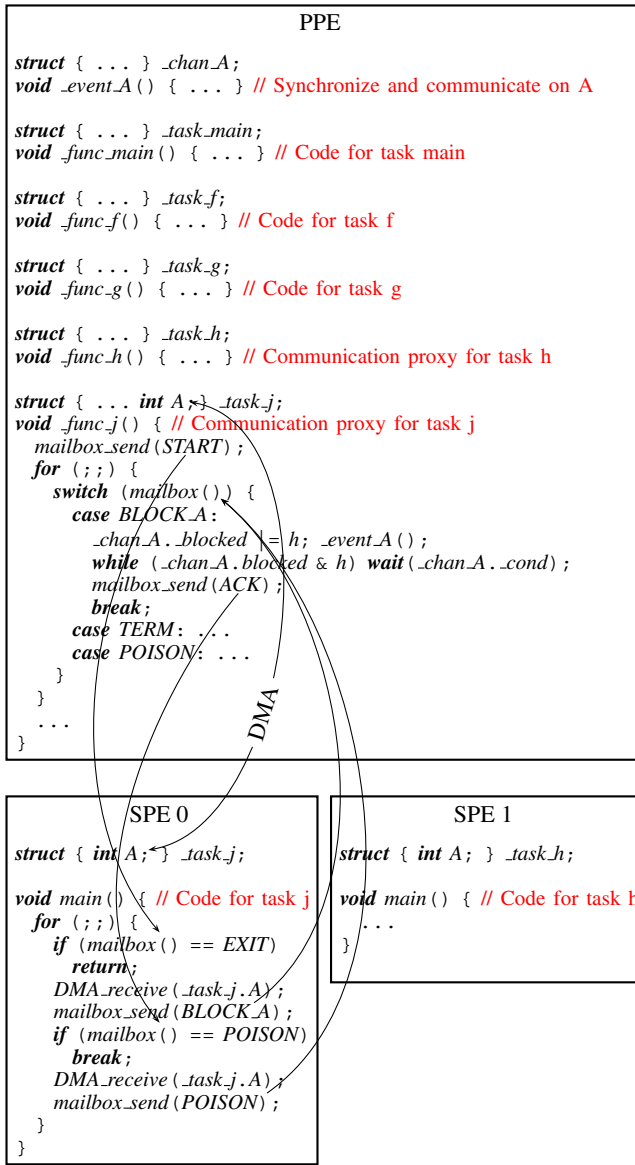 PPE
struct { ... } _chan_A;
void _event_A() { ... } // Synchronize and communicate on A
struct { ... } _task_main;
void _func_main() { ... } // Code for task main
struct { ... } _task_f;
void _func_f() { ... } // Code for task f
struct { ... } _task_g;
void _func_g() { ... } // Code for task g
struct { ... } _task_h;
void _func_h() { ... } // Communication proxy for task h
struct { ... int A; } _task_j;
void _func_j() { // Communication proxy for task j
mailbox_send(START);
for (;;) {
switch (mailbox()) {
case BLOCK_A:
_chan_A._blocked |= h; _event_A();
while (_chan_A.blocked & h) wait(_chan_A._cond);
mailbox_send(ACK);
break;
case TERM: ...
case POISON: ...
}
}
...
}
DMA
SPE 0
struct { int A; } _task_j;
void main() { // Code for task j
for (;;) {
if (mailbox() == EXIT)
return;
DMA_receive(_task_j.A);
mailbox_send(BLOCK_A);
if (mailbox() == POISON)
break;
DMA_receive(_task_j.A);
mailbox_send(POISON);
}
}
SPE 1
struct { int A; } _task_h;
void main() { // Code for task h
...
}